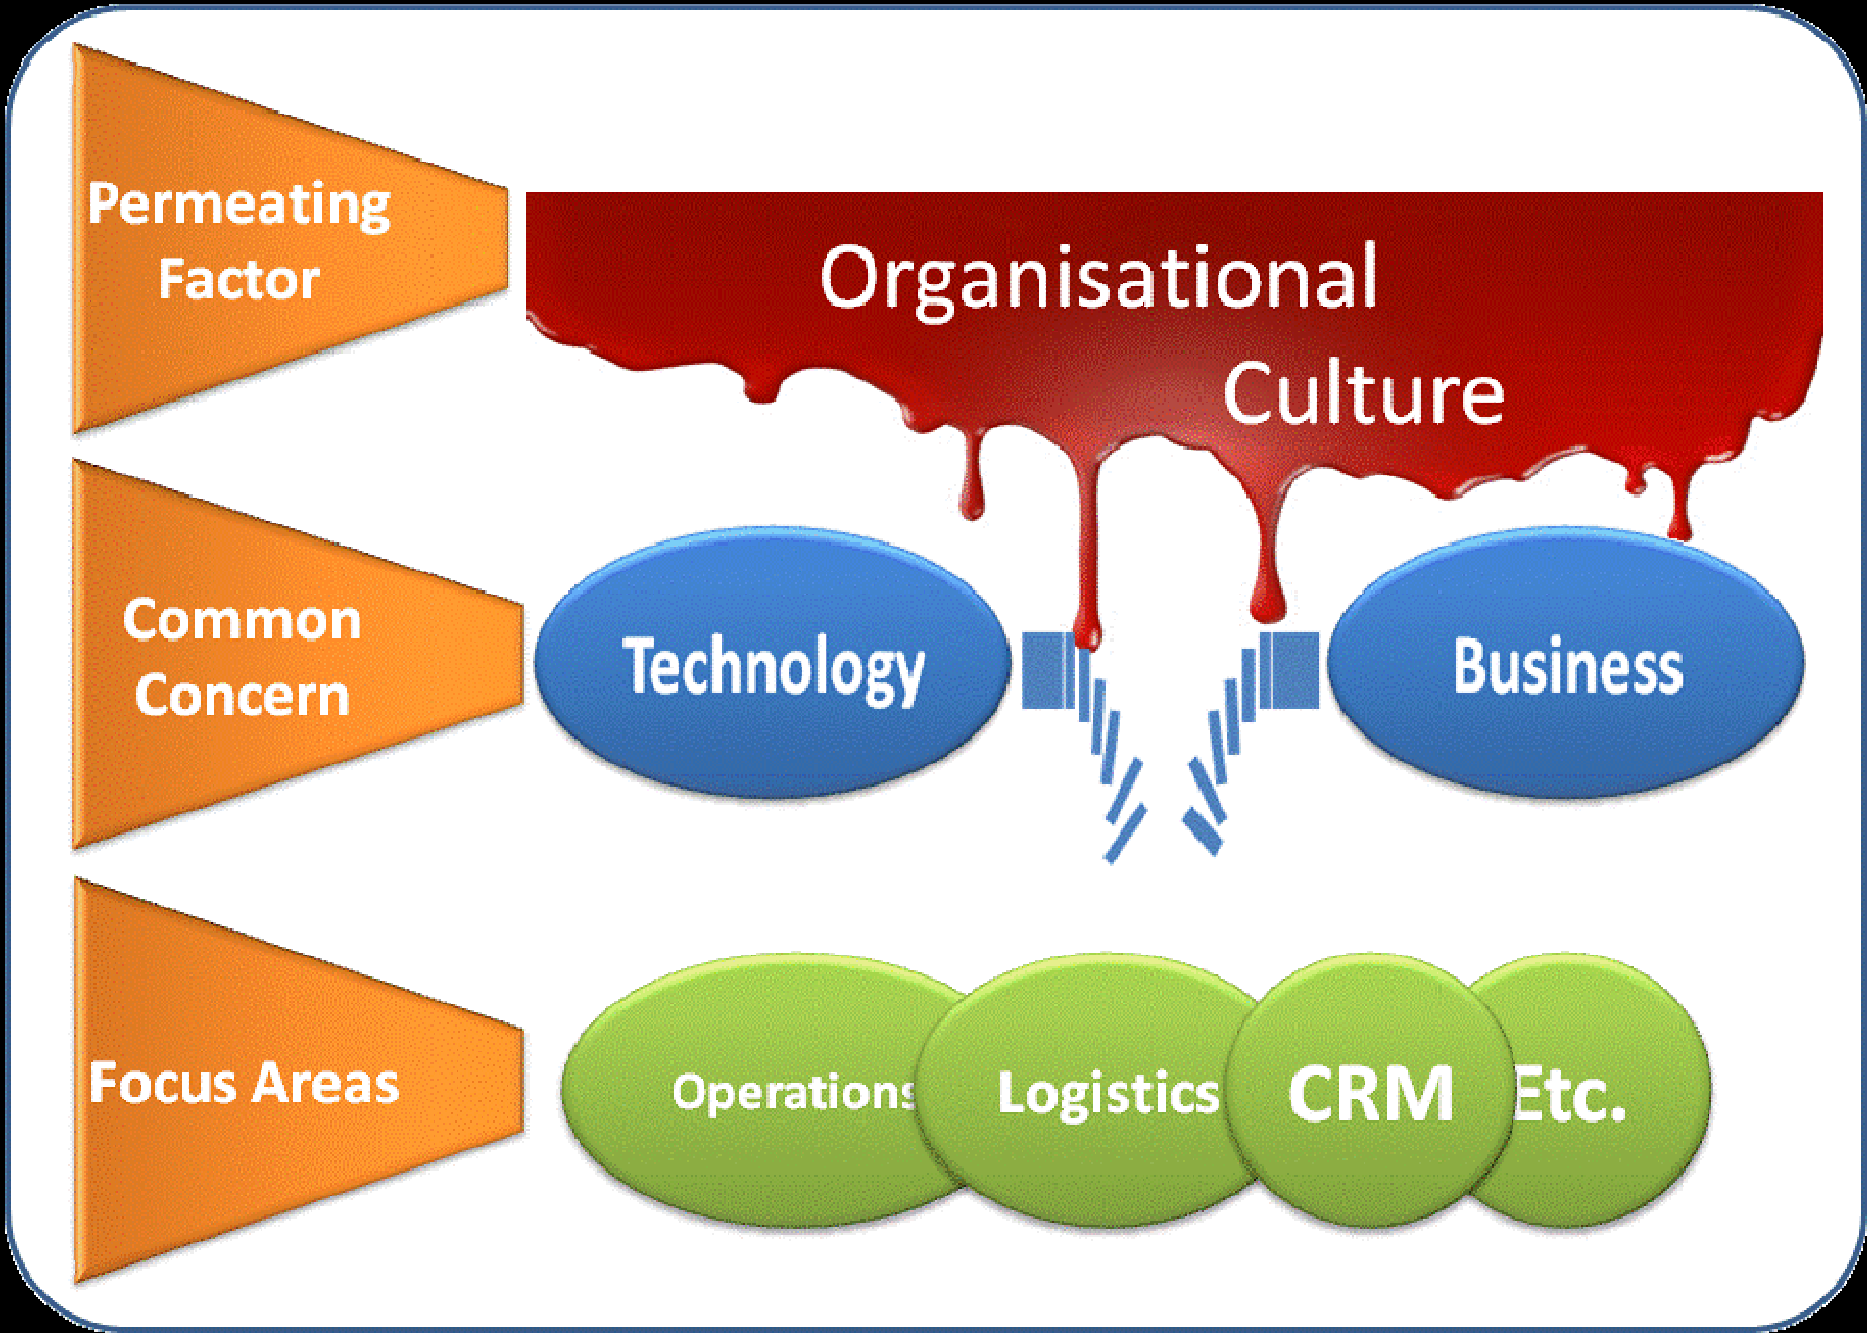 Permeating
Factor
Organisational
Culture
Common
Concern
Technology
Business
Focus Areas
Operations
Logistics
CRM
Etc.